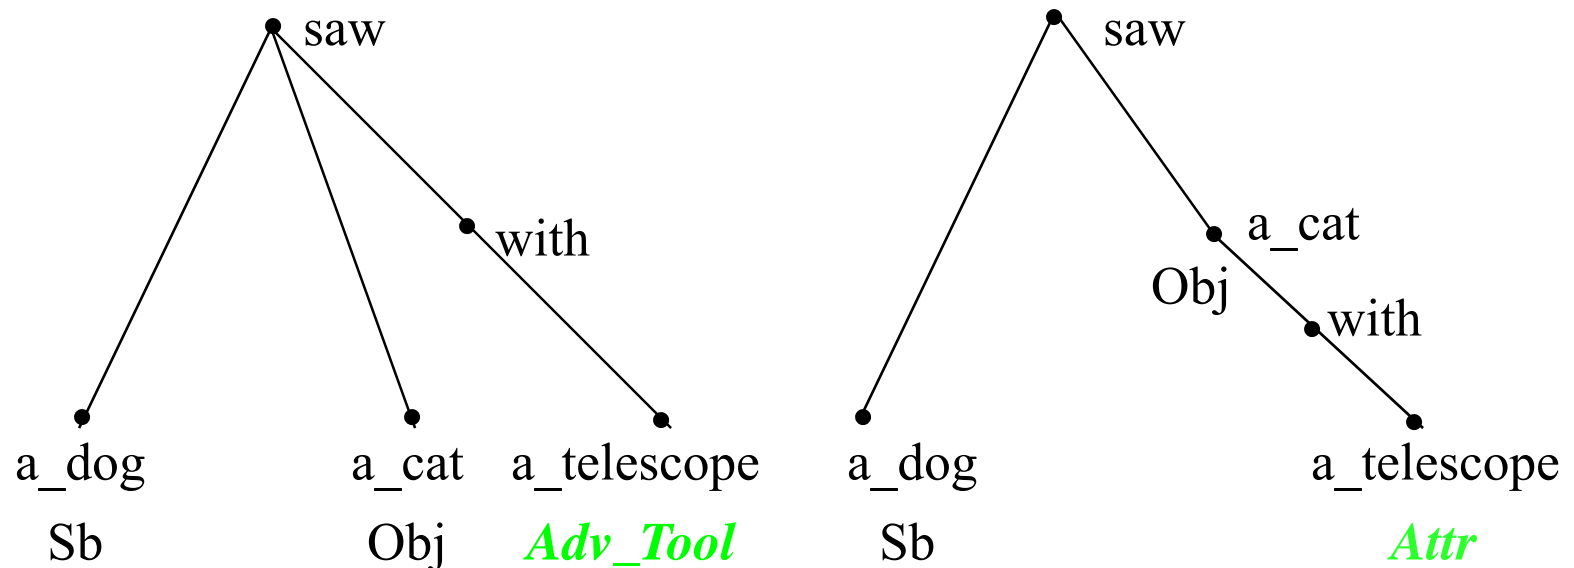 saw
with
a_dog a_cat a_telescope
Sb Obj Adv_Tool
saw
a_cat
Obj
with
a_dog a_telescope
Sb Attr